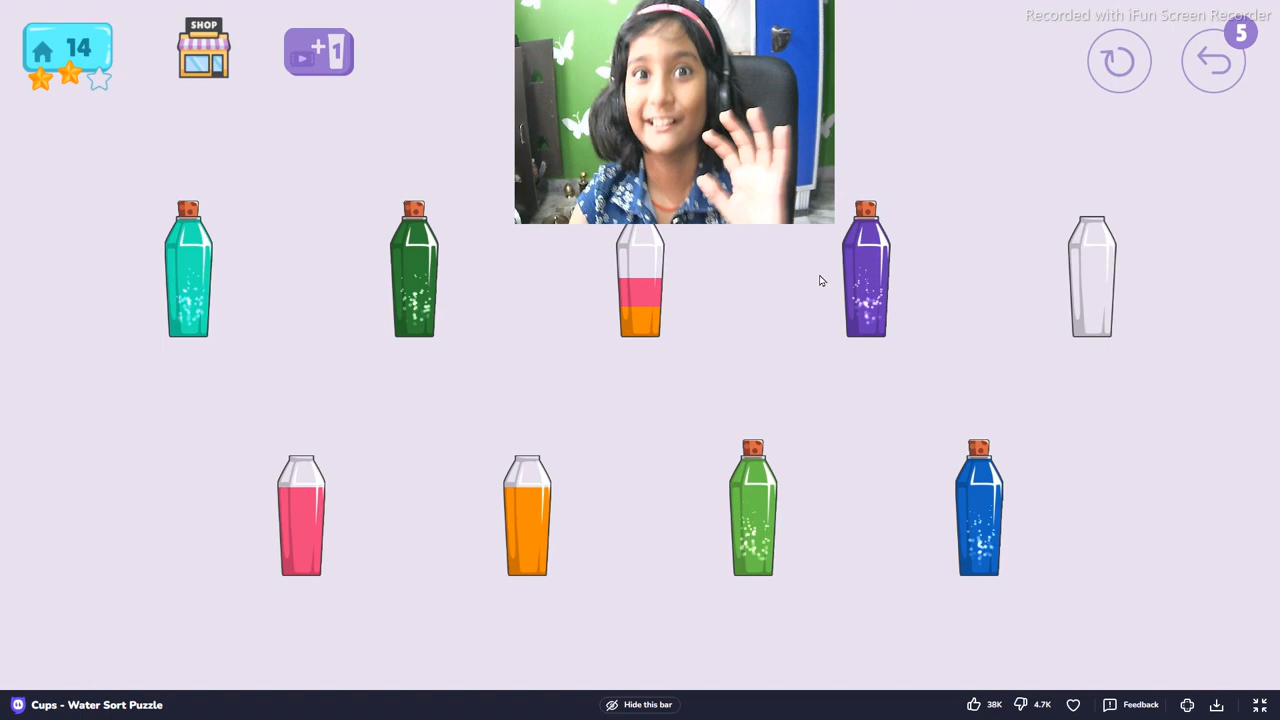 Recorded with iFun Screen Recorder
SHOP
14
+1
5
Cups - Water Sort Puzzle
Hide this bar
38K
4.7K
Feedback